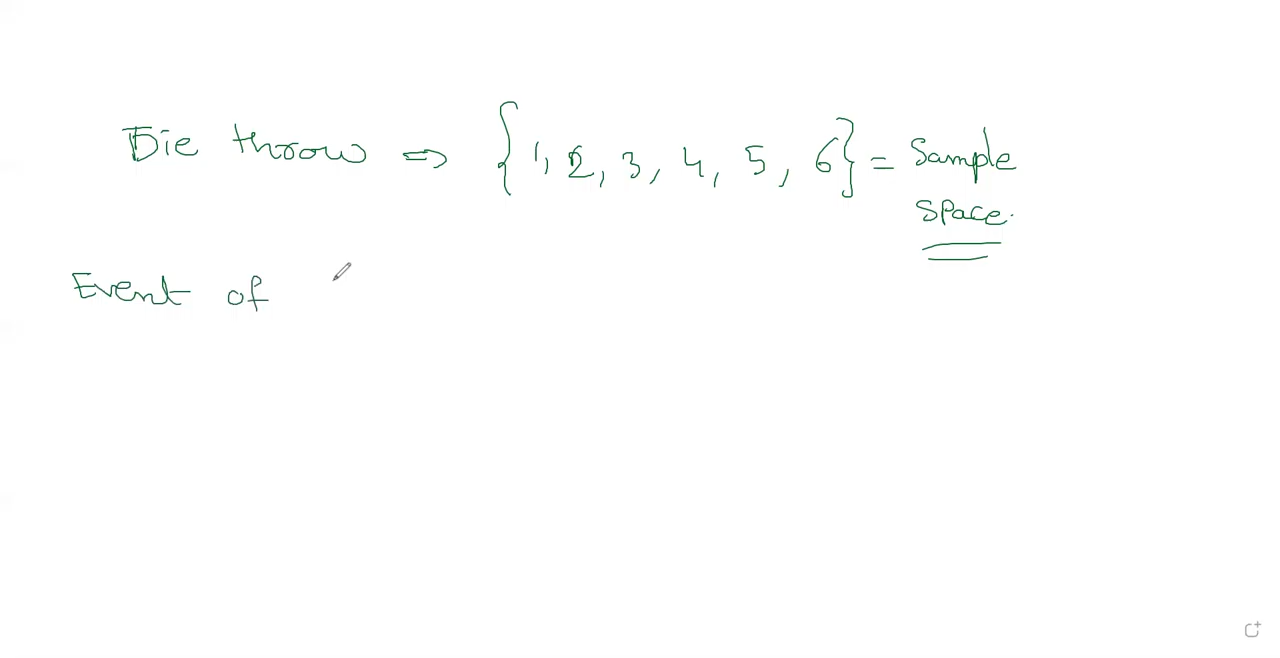 Die throw ⇒ {1, 2, 3, 4, 5, 6} = Sample
Space.
Event of